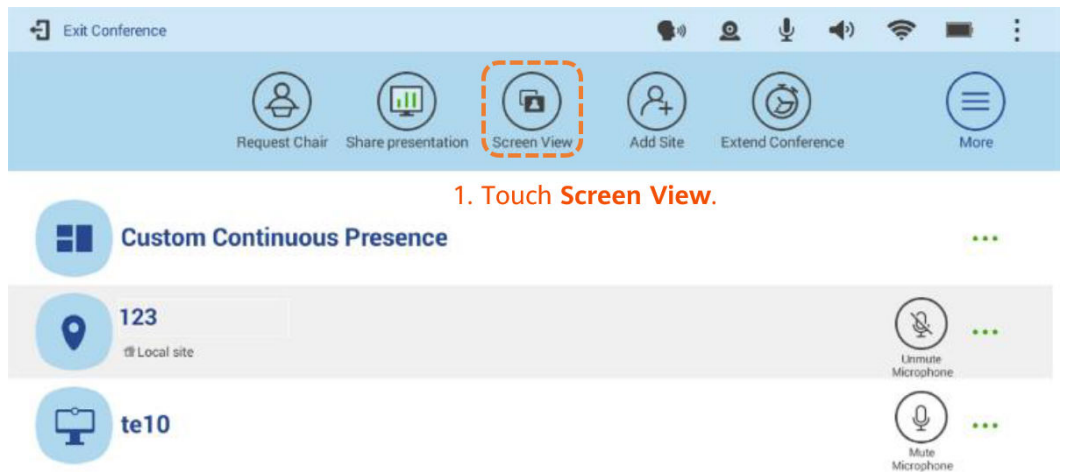 Exit Conference
Request Chair
Share presentation
Screen View
Add Site
Extend Conference
More
1. Touch Screen View.
Custom Continuous Presence
123
Local site
Unmute
Microphone
te10
Mute
Microphone